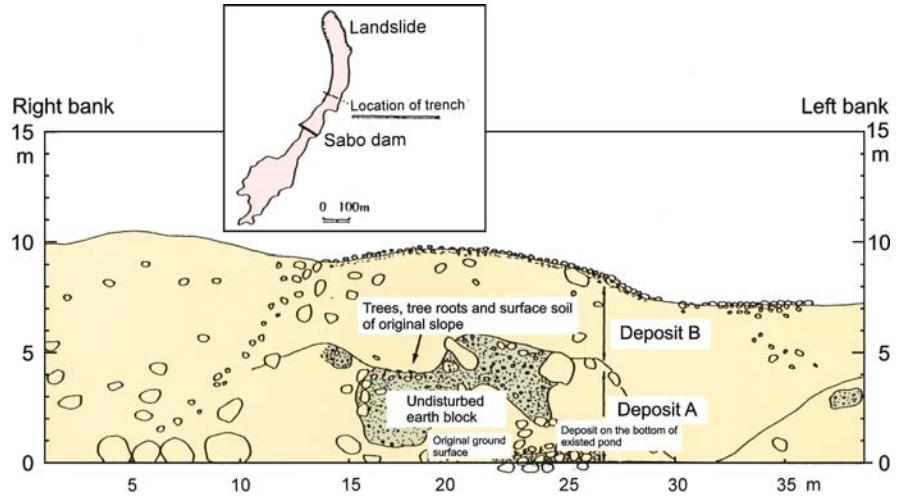 Landslide
Location of trench
Sabo dam
0 100m
Right bank
Left bank
15
m
10
5
0
15
m
10
5
0
Trees, tree roots and surface soil
of original slope
Deposit B
Undisturbed
earth block
Deposit A
Original ground
surface
Deposit on the bottom of
existed pond
5
10
15
20
25
30
35
m